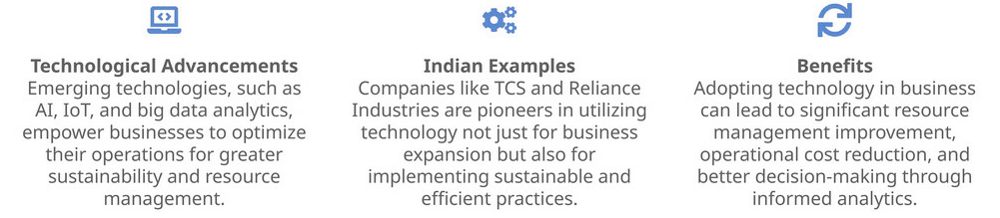 Technological Advancements
Emerging technologies, such as
AI, IoT, and big data analytics,
empower businesses to optimize
their operations for greater
sustainability and resource
management.
Indian Examples
Companies like TCS and Reliance
Industries are pioneers in utilizing
technology not just for business
expansion but also for
implementing sustainable and
efficient practices.
Benefits
Adopting technology in business
can lead to significant resource
management improvement,
operational cost reduction, and
better decision-making through
informed analytics.